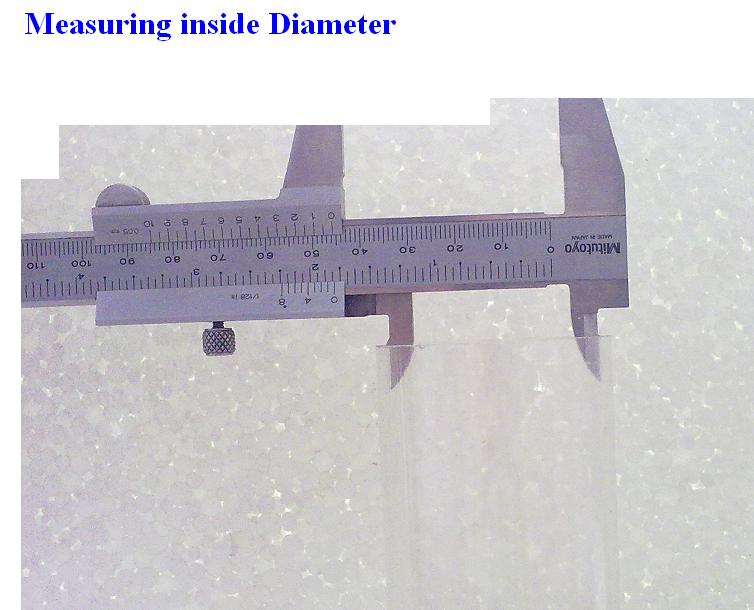 Measuring inside Diameter
10 9 8 7 6 5 4 3 2 1 0
0.05 mm
110 100 90 80 70 60 50 40 30 20 10 0
Mitutoyo
MADE IN JAPAN
4 3 2 1
1/128 in 8 4 0